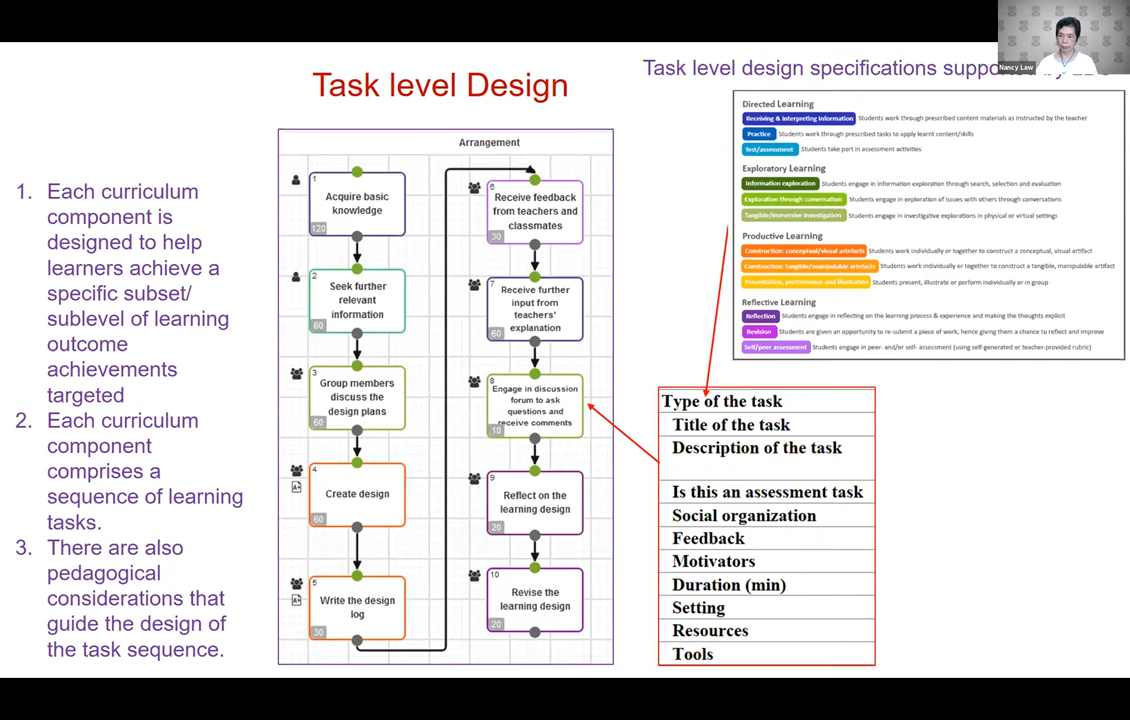 Nancy Law
Task level Design
Task level design specifications
1. Each curriculum
component is
designed to help
learners achieve a
specific subset/
sublevel of learning
outcome
achievements
targeted
2. Each curriculum
component
comprises a
sequence of learning
tasks.
3. There are also
pedagogical
considerations that
guide the design of
the task sequence.
Arrangement
1
Acquire basic
knowledge
120
2
Seek further
relevant
information
60
3
Group members
discuss the
design plans
60
4
Create design
A+
60
5
Write the design
log
A+
30
6
Receive feedback
from teachers and
classmates
30
7
Receive further
input from
teachers'
explanation
60
8
Engage in discussion
forum to ask
questions and
receive comments
10
9
Reflect on the
learning design
20
10
Revise the
learning design
20
Directed Learning
Receiving & Interpreting Information Students work through prescribed content materials as instructed by the teacher
Practice Students work through prescribed tasks to apply learnt content/skills
Test/assessment Students take part in assessment activities
Exploratory Learning
Information exploration Students engage in information exploration through search, selection and evaluation
Exploration through conversation Students engage in exploration of issues with others through conversations
Tangible/Immersive investigation Students engage in investigative explorations in physical or virtual settings
Productive Learning
Construction: conceptual/visual artefacts Students work individually or together to construct a conceptual, visual artifact
Construction: tangible/manipulable artefacts Students work individually or together to construct a tangible, manipulable artifact
Presentation, performance and illustration Students present, illustrate or perform individually or in group
Reflective Learning
Reflection Students engage in reflecting on the learning process & experience and making the thoughts explicit
Revision Students are given an opportunity to re-submit a piece of work, hence giving them a chance to reflect and improve
Self/peer assessment Students engage in peer- and/or self- assessment (using self-generated or teacher-provided rubric)
Type of the task
Title of the task
Description of the task
Is this an assessment task
Social organization
Feedback
Motivators
Duration (min)
Setting
Resources
Tools